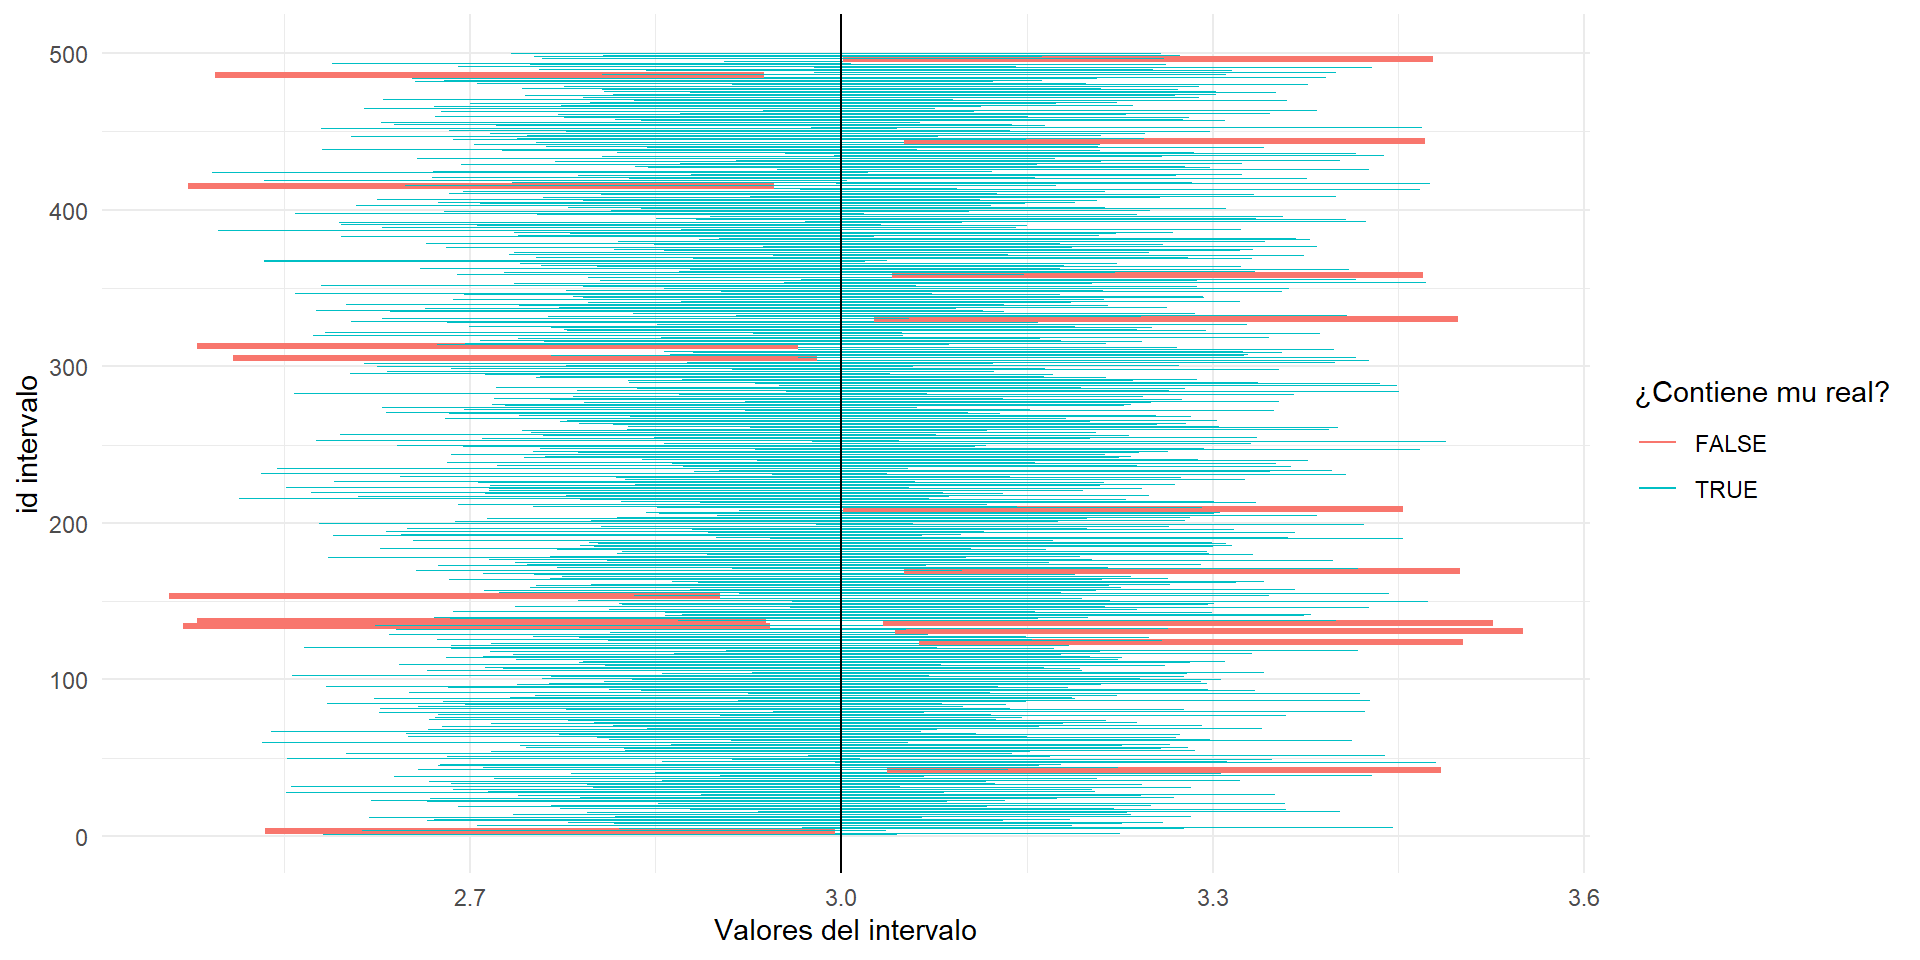 500
400
300
200
100
0
id intervalo
2.7
3.0
3.3
3.6
Valores del intervalo
¿Contiene mu real?
FALSE
TRUE